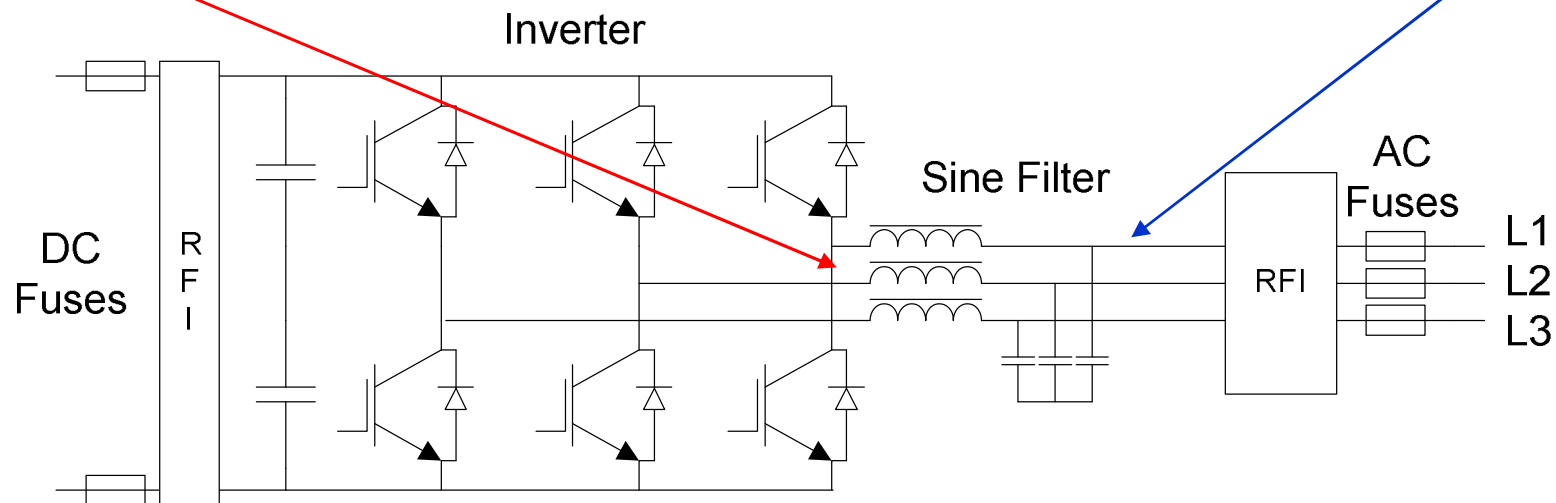 Inverter
Sine Filter
AC
Fuses
DC
Fuses
R
F
I
RFI
L1
L2
L3